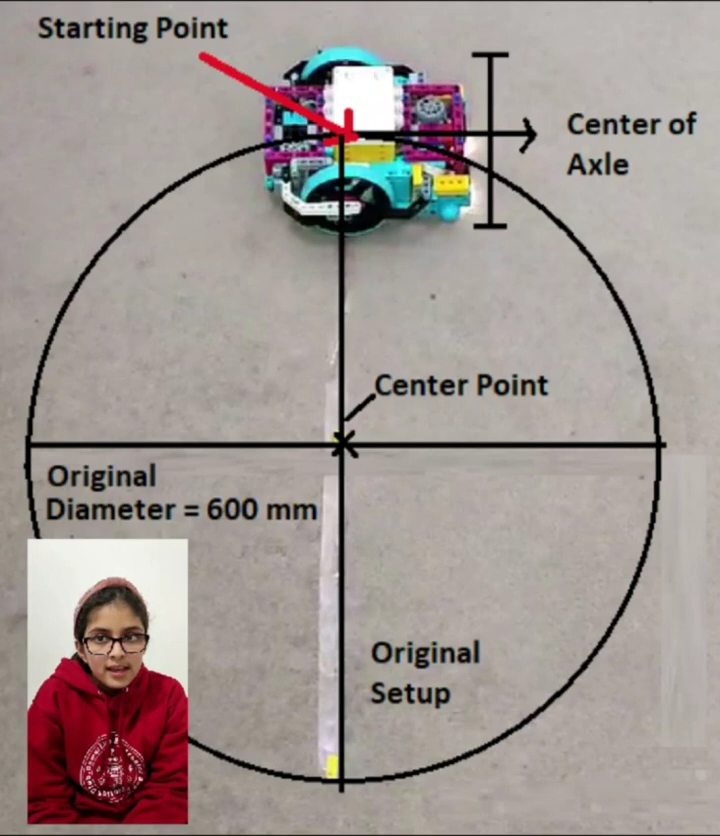 Starting Point
Center of
Axle
Center Point
Original
Diameter = 600 mm
Original
Setup